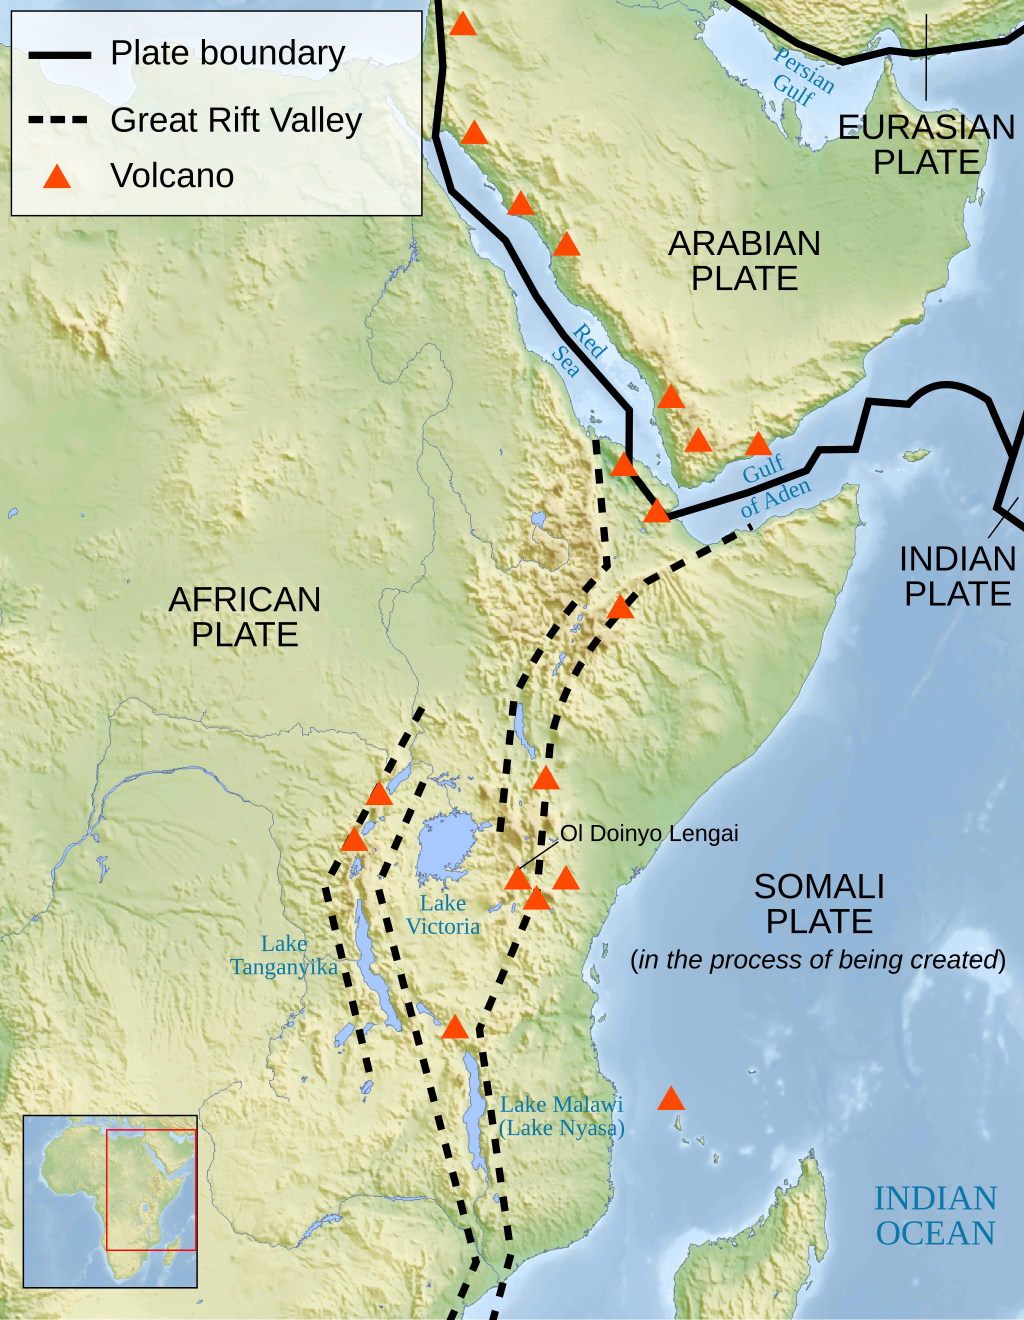 Plate boundary
Great Rift Valley
Volcano
Persian
Gulf
EURASIAN
PLATE
ARABIAN
PLATE
Red
Sea
Gulf
of Aden
INDIAN
PLATE
AFRICAN
PLATE
Ol Doinyo Lengai
SOMALI
PLATE
(in the process of being created)
Lake
Victoria
Lake
Tanganyika
Lake Malawi
(Lake Nyasa)
INDIAN
OCEAN